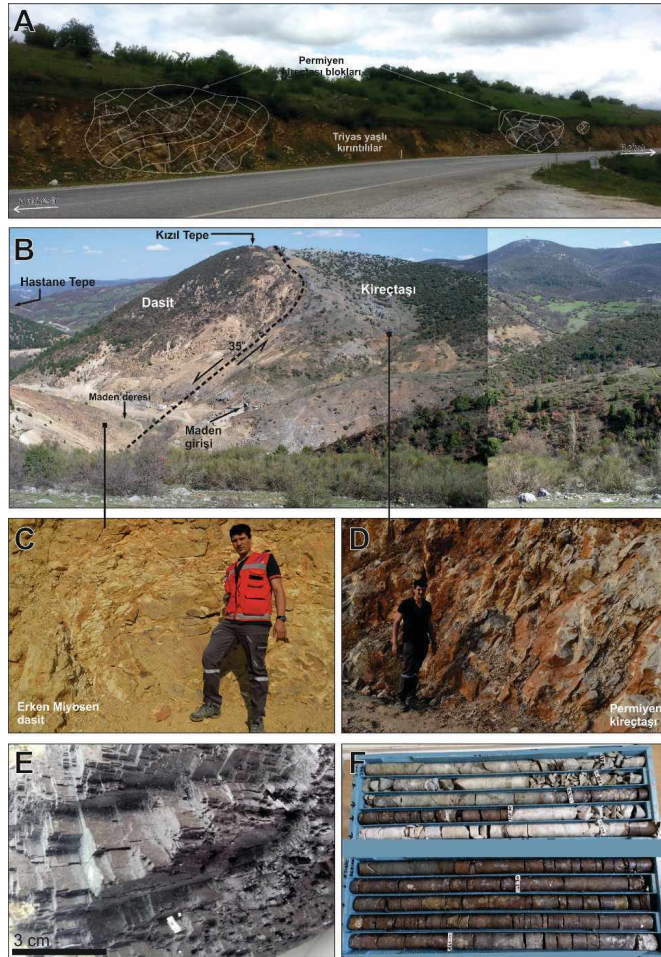 A
Permiyen
kireçtaşı blokları
Triyas yaşlı
kırıntılılar
B
Kızıl Tepe
Hastane Tepe
Dasit
Kireçtaşı
35°
Maden deresi
Maden
girişi
C
Erken Miyosen
dasit
D
Permiyen
kireçtaşı
E
3 cm
F